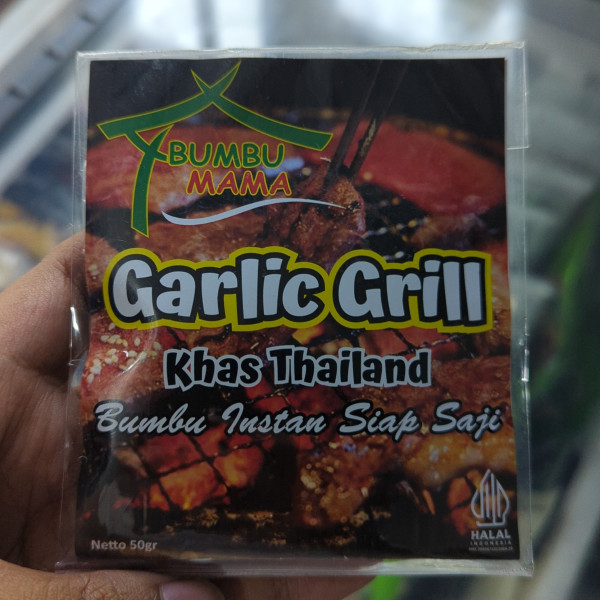 BUMBU
MAMA
Garlic Grill
Khas Thailand
Bumbu Instan Siap Saji
Netto 50gr
HALAL
INDONESIA